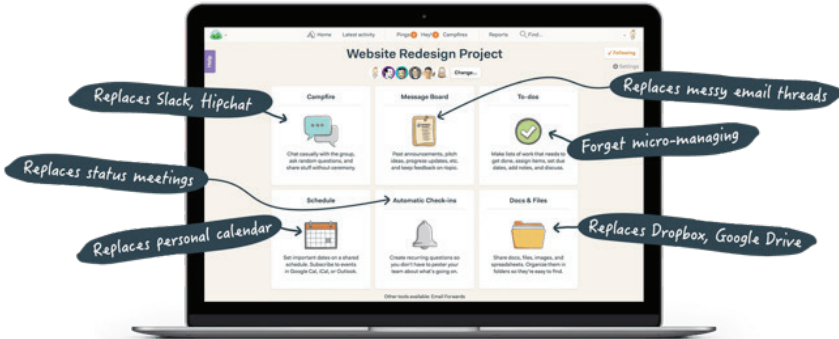 Home Latest activity Pings Hey! Campfires Reports Find...
Help
Website Redesign Project
Following
Settings
Change...
Replaces Slack, Hipchat
Replaces messy email threads
Forget micro-managing
Replaces status meetings
Replaces personal calendar
Replaces Dropbox, Google Drive
Campfire
Chat casually with the group,
ask random questions, and
share stuff without ceremony.
Message Board
Post announcements, pitch
ideas, progress updates, etc.
and keep feedback on topic.
To-dos
Make lists of work that needs to
get done, assign items, set due
dates, add notes, and discuss.
Schedule
Set important dates on a shared
schedule. Subscribe to events
in Google Cal, iCal, or Outlook.
Automatic Check-ins
Create recurring questions so
you don't have to pester your
team about what's going on.
Docs & Files
Share docs, files, images, and
spreadsheets. Organize them in
folders so they're easy to find.
Other tools available: Email Forwards